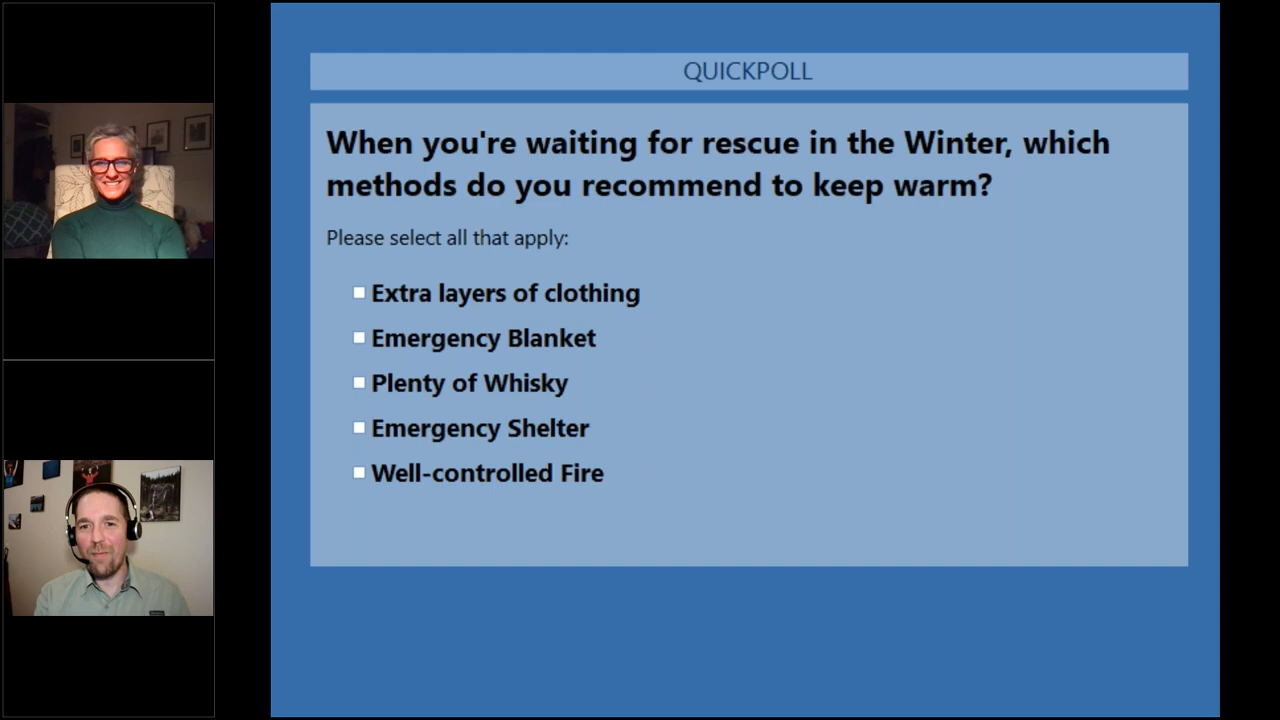 QUICKPOLL
When you're waiting for rescue in the Winter, which
methods do you recommend to keep warm?
Please select all that apply:
Extra layers of clothing
Emergency Blanket
Plenty of Whisky
Emergency Shelter
Well-controlled Fire